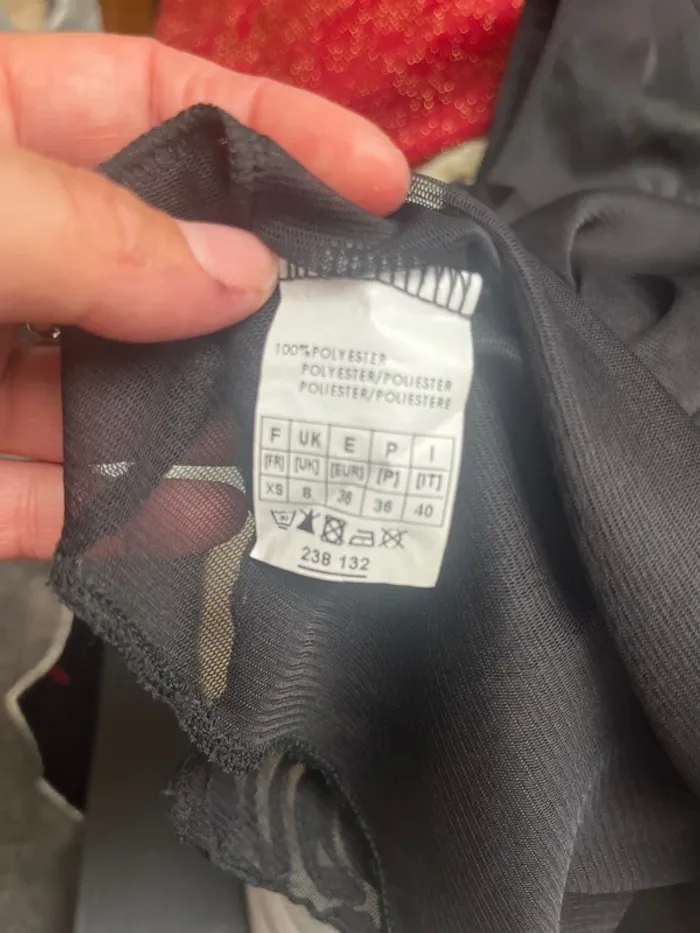 100%POLYESTER
POLYESTER/POLIESTER
POLIESTER/POLIESTERE
F UK E P I
[FR] [UK] [EUR] [P] [IT]
XS 8 36 36 40
238 132